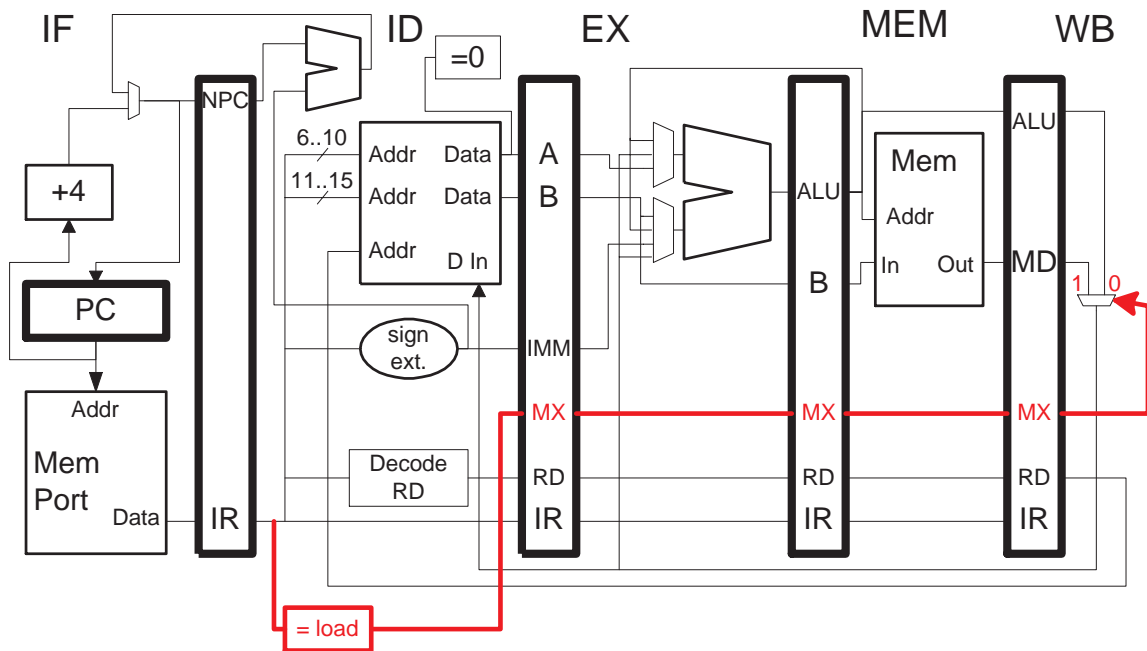 IF
ID
EX
MEM
WB
=0
NPC
6..10
Addr
Data
A
ALU
Mem
11..15
Addr
Data
B
ALU
+4
Addr
Addr
D In
In
Out
MD
B
1
0
PC
sign
ext.
IMM
Addr
MX
MX
MX
Mem
Port
Decode
RD
RD
RD
RD
Data
IR
IR
IR
IR
= load